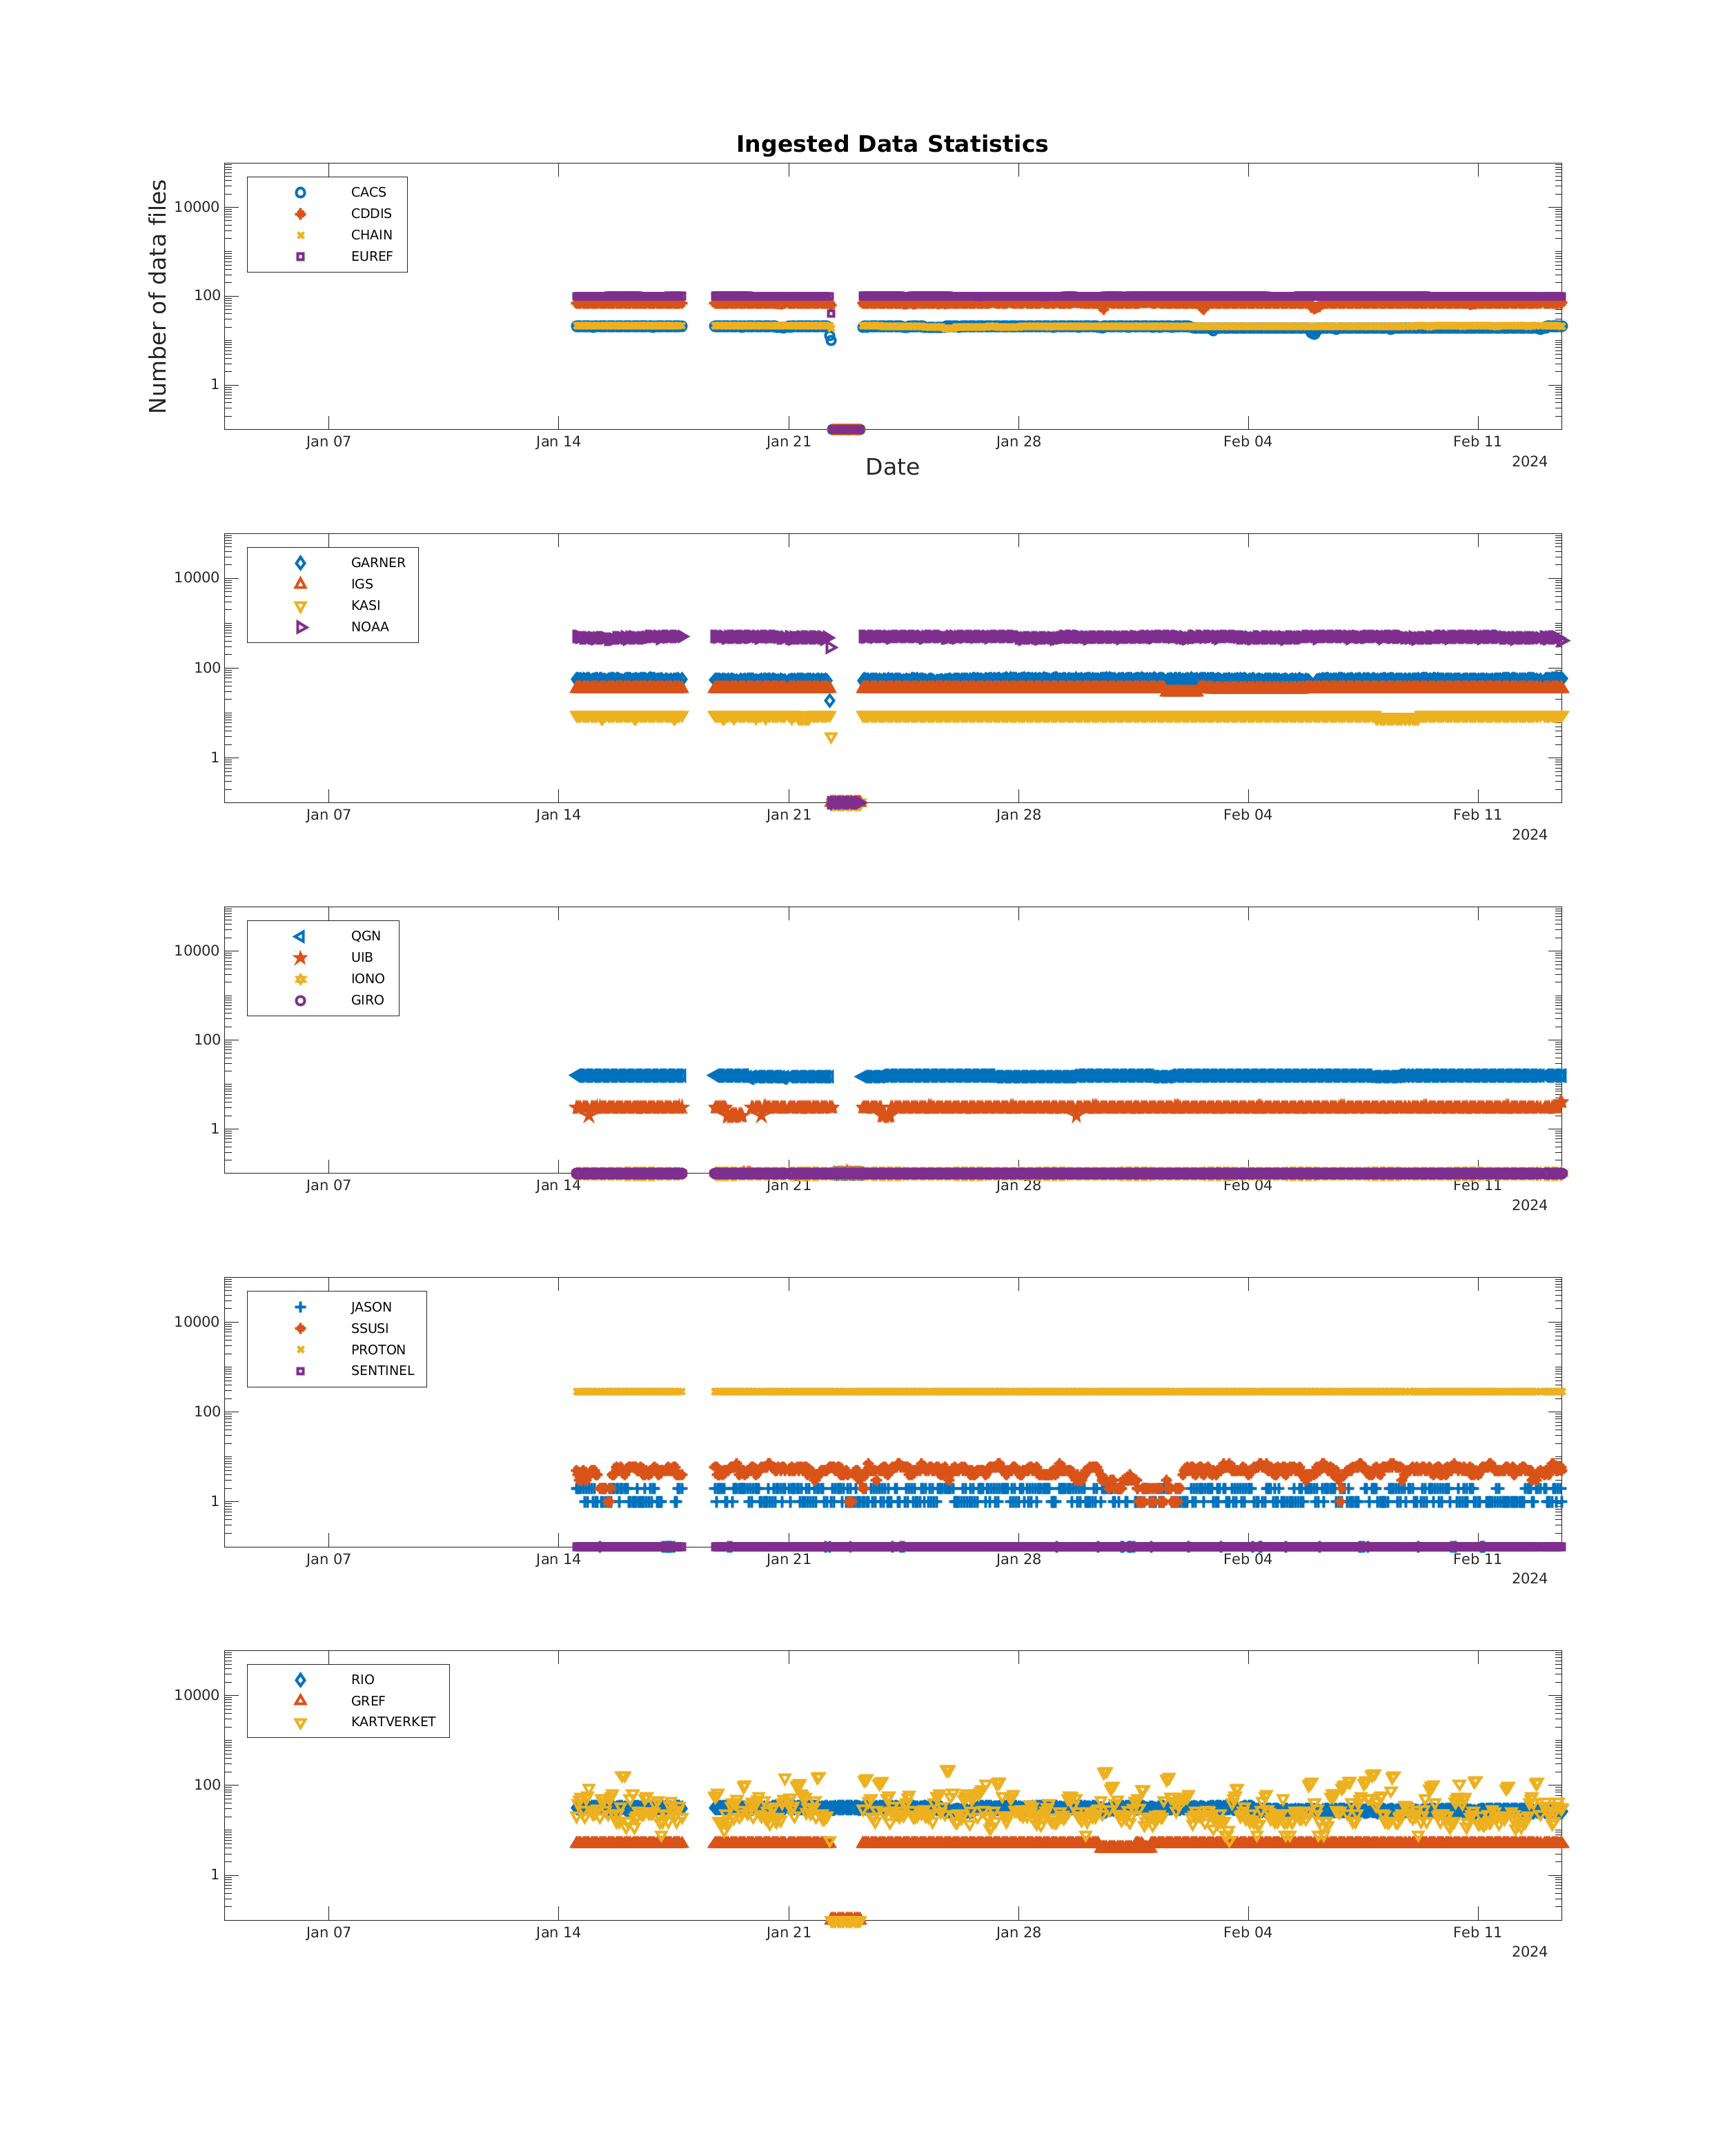 Ingested Data Statistics
Number of data files
10000
100
1
CACS
CDDIS
CHAIN
EUREF
Jan 07 Jan 14 Jan 21 Jan 28 Feb 04 Feb 11
2024
Date
10000
100
1
GARNER
IGS
KASI
NOAA
Jan 07 Jan 14 Jan 21 Jan 28 Feb 04 Feb 11
2024
10000
100
1
QGN
UIB
IONO
GIRO
Jan 07 Jan 14 Jan 21 Jan 28 Feb 04 Feb 11
2024
10000
100
1
JASON
SSUSI
PROTON
SENTINEL
Jan 07 Jan 14 Jan 21 Jan 28 Feb 04 Feb 11
2024
10000
100
1
RIO
GREF
KARTVERKET
Jan 07 Jan 14 Jan 21 Jan 28 Feb 04 Feb 11
2024